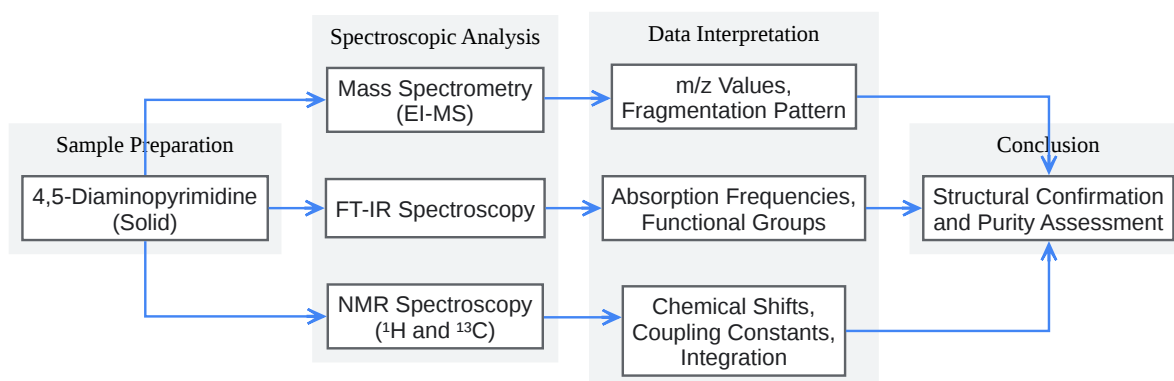 Spectroscopic Analysis
Data Interpretation
Mass Spectrometry
(EI-MS)
m/z Values,
Fragmentation Pattern
Sample Preparation
Conclusion
4,5-Diaminopyrimidine
(Solid)
FT-IR Spectroscopy
Absorption Frequencies,
Functional Groups
Structural Confirmation
and Purity Assessment
NMR Spectroscopy
(¹H and ¹³C)
Chemical Shifts,
Coupling Constants,
Integration